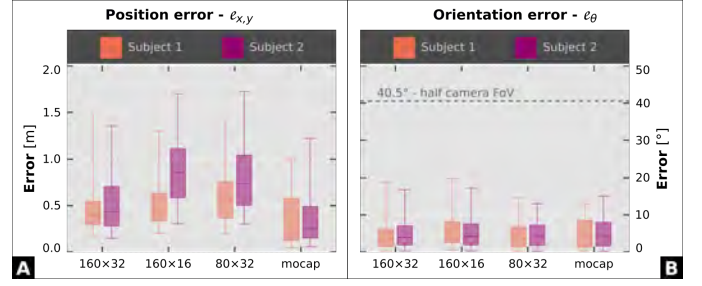 Position error - eₓ,ᵧ
Subject 1 Subject 2
2.0
1.5
1.0
0.5
0.0
Error [m]
160×32 160×16 80×32 mocap
A
Orientation error - e_θ
Subject 1 Subject 2
40.5° - half camera FoV
50
40
30
20
10
0
Error [°]
160×32 160×16 80×32 mocap
B